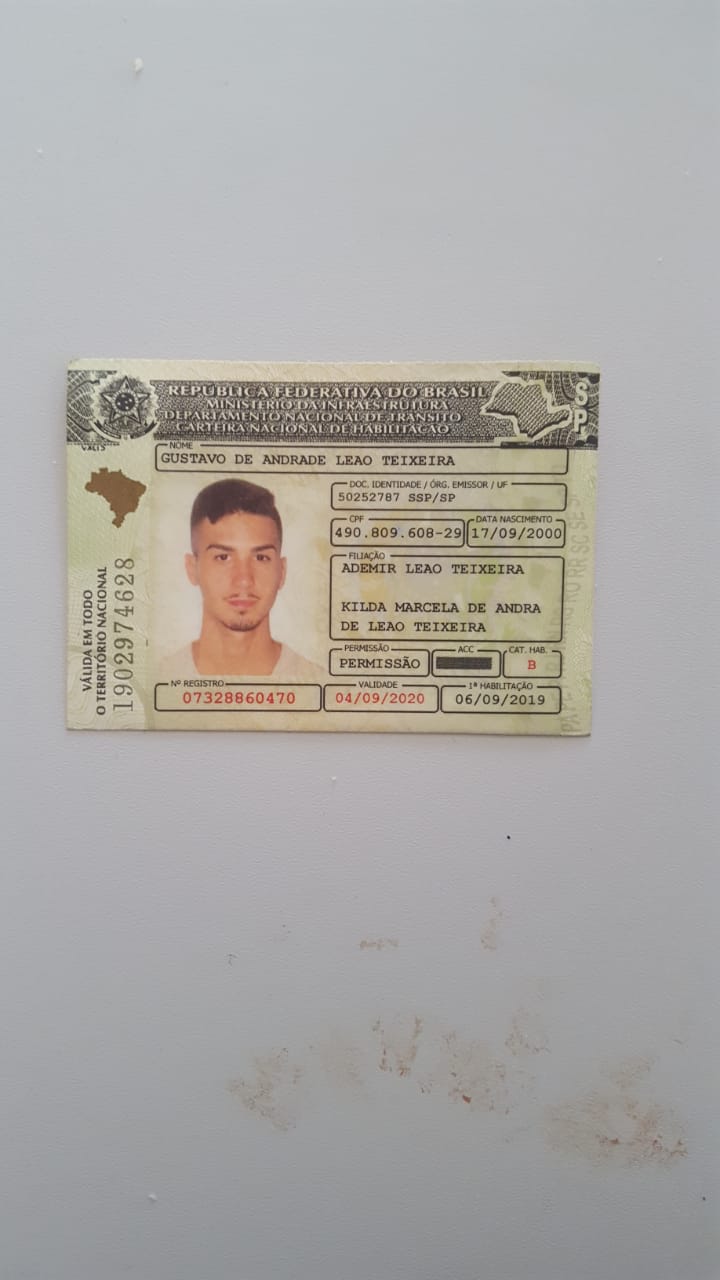 REPÚBLICA FEDERATIVA DO BRASIL
MINISTÉRIO DA INFRAESTRUTURA
DEPARTAMENTO NACIONAL DE TRÂNSITO
CARTEIRA NACIONAL DE HABILITAÇÃO
SP
NOME
GUSTAVO DE ANDRADE LEAO TEIXEIRA
DOC. IDENTIDADE / ÓRG. EMISSOR / UF
50252787 SSP/SP
CPF
490.809.608-29
DATA NASCIMENTO
17/09/2000
FILIAÇÃO
ADEMIR LEAO TEIXEIRA
KILDA MARCELA DE ANDRA
DE LEAO TEIXEIRA
PERMISSÃO
PERMISSÃO
ACC
CAT. HAB.
B
Nº REGISTRO
07328860470
VALIDADE
04/09/2020
1ª HABILITAÇÃO
06/09/2019
VÁLIDA EM TODO
O TERRITÓRIO NACIONAL
1902974628